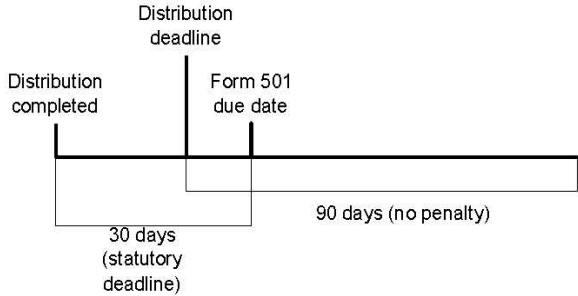 Distribution
deadline
Distribution
completed
Form 501
due date
90 days (no penalty)
30 days
(statutory
deadline)